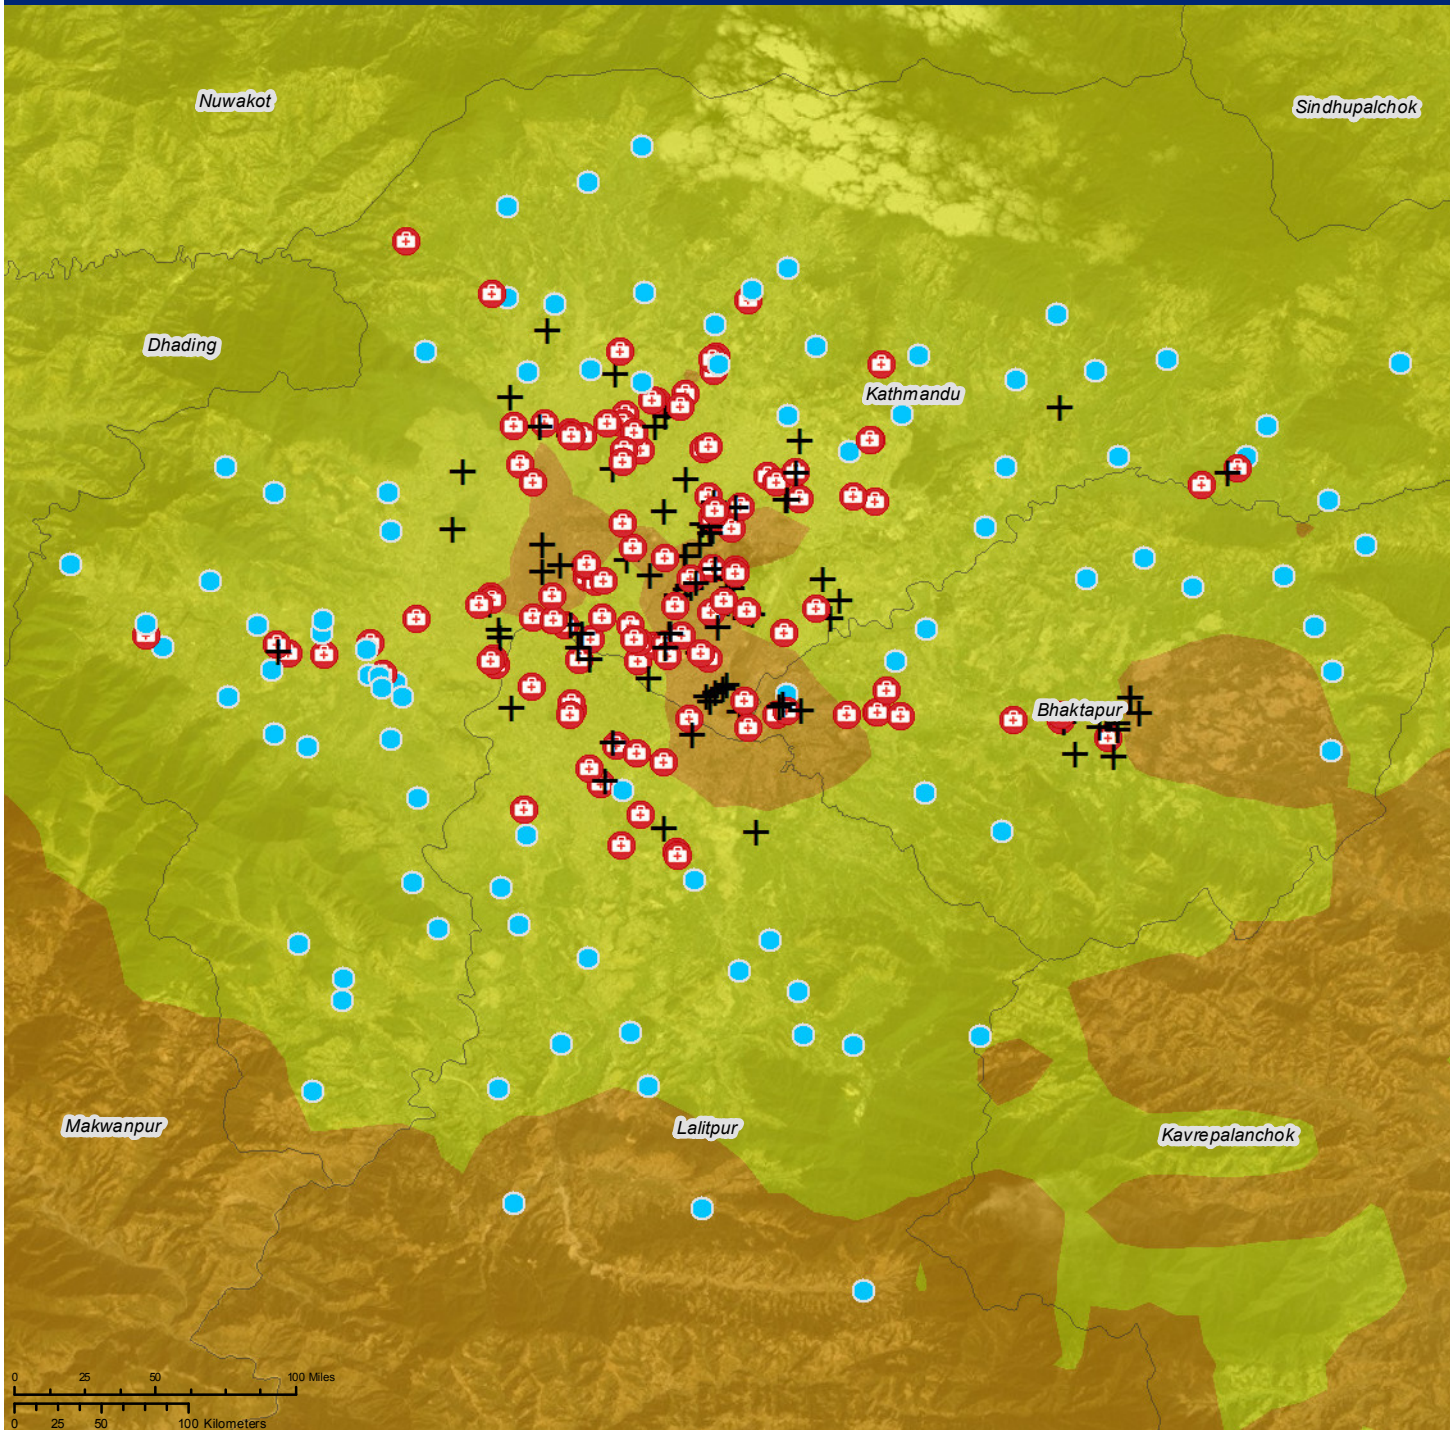 Nuwakot
Sindhupalchok
Dhading
Kathmandu
Bhaktapur
Makwanpur
Lalitpur
Kavrepalanchok
0 25 50 100 Miles
0 25 50 100 Kilometers